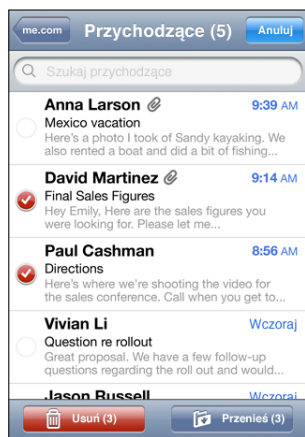 me.com
Przychodzące (5)
Anuluj
Szukaj przychodzące
Anna Larson 9:39 AM
Mexico vacation
Here's a photo I took of Sandy kayaking. We
also rented a boat and did a bit of fishing...
David Martinez 9:14 AM
Final Sales Figures
Hey Emily, Here are the sales figures you
were looking for. Please let me...
Paul Cashman 8:56 AM
Directions
Here's where we're shooting the video for
the sales conference. Call when you get to...
Vivian Li Wczoraj
Question re rollout
Great proposal. We have a few follow-up
questions regarding the roll out and would...
Jason Russell Wczoraj
Usuń (3)
Przenieś (3)